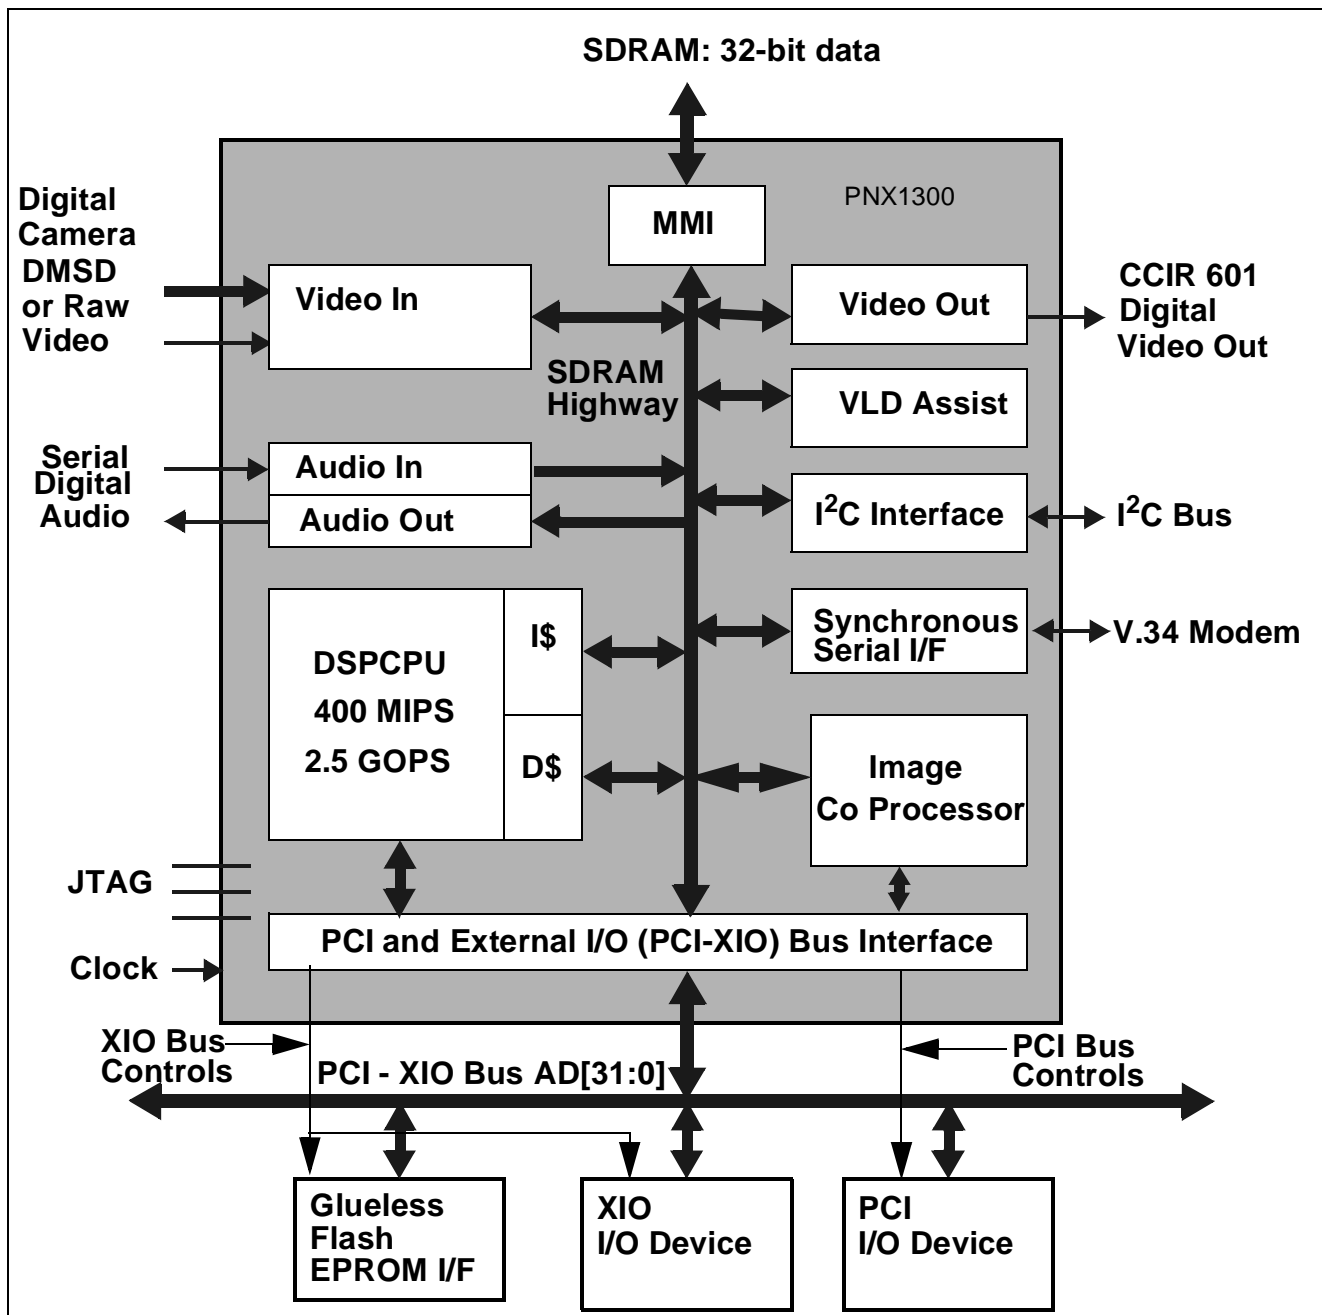 SDRAM: 32-bit data
PNX1300
MMI
Digital
Camera
DMSD
or Raw
Video
Video In
Video Out
CCIR 601
Digital
Video Out
SDRAM
Highway
VLD Assist
Serial
Digital
Audio
Audio In
Audio Out
I²C Interface
I²C Bus
DSPCPU
400 MIPS
2.5 GOPS
I$
D$
Synchronous
Serial I/F
V.34 Modem
Image
Co Processor
JTAG
Clock
PCI and External I/O (PCI-XIO) Bus Interface
XIO Bus
Controls
PCI - XIO Bus AD[31:0]
PCI Bus
Controls
Glueless
Flash
EPROM I/F
XIO
I/O Device
PCI
I/O Device